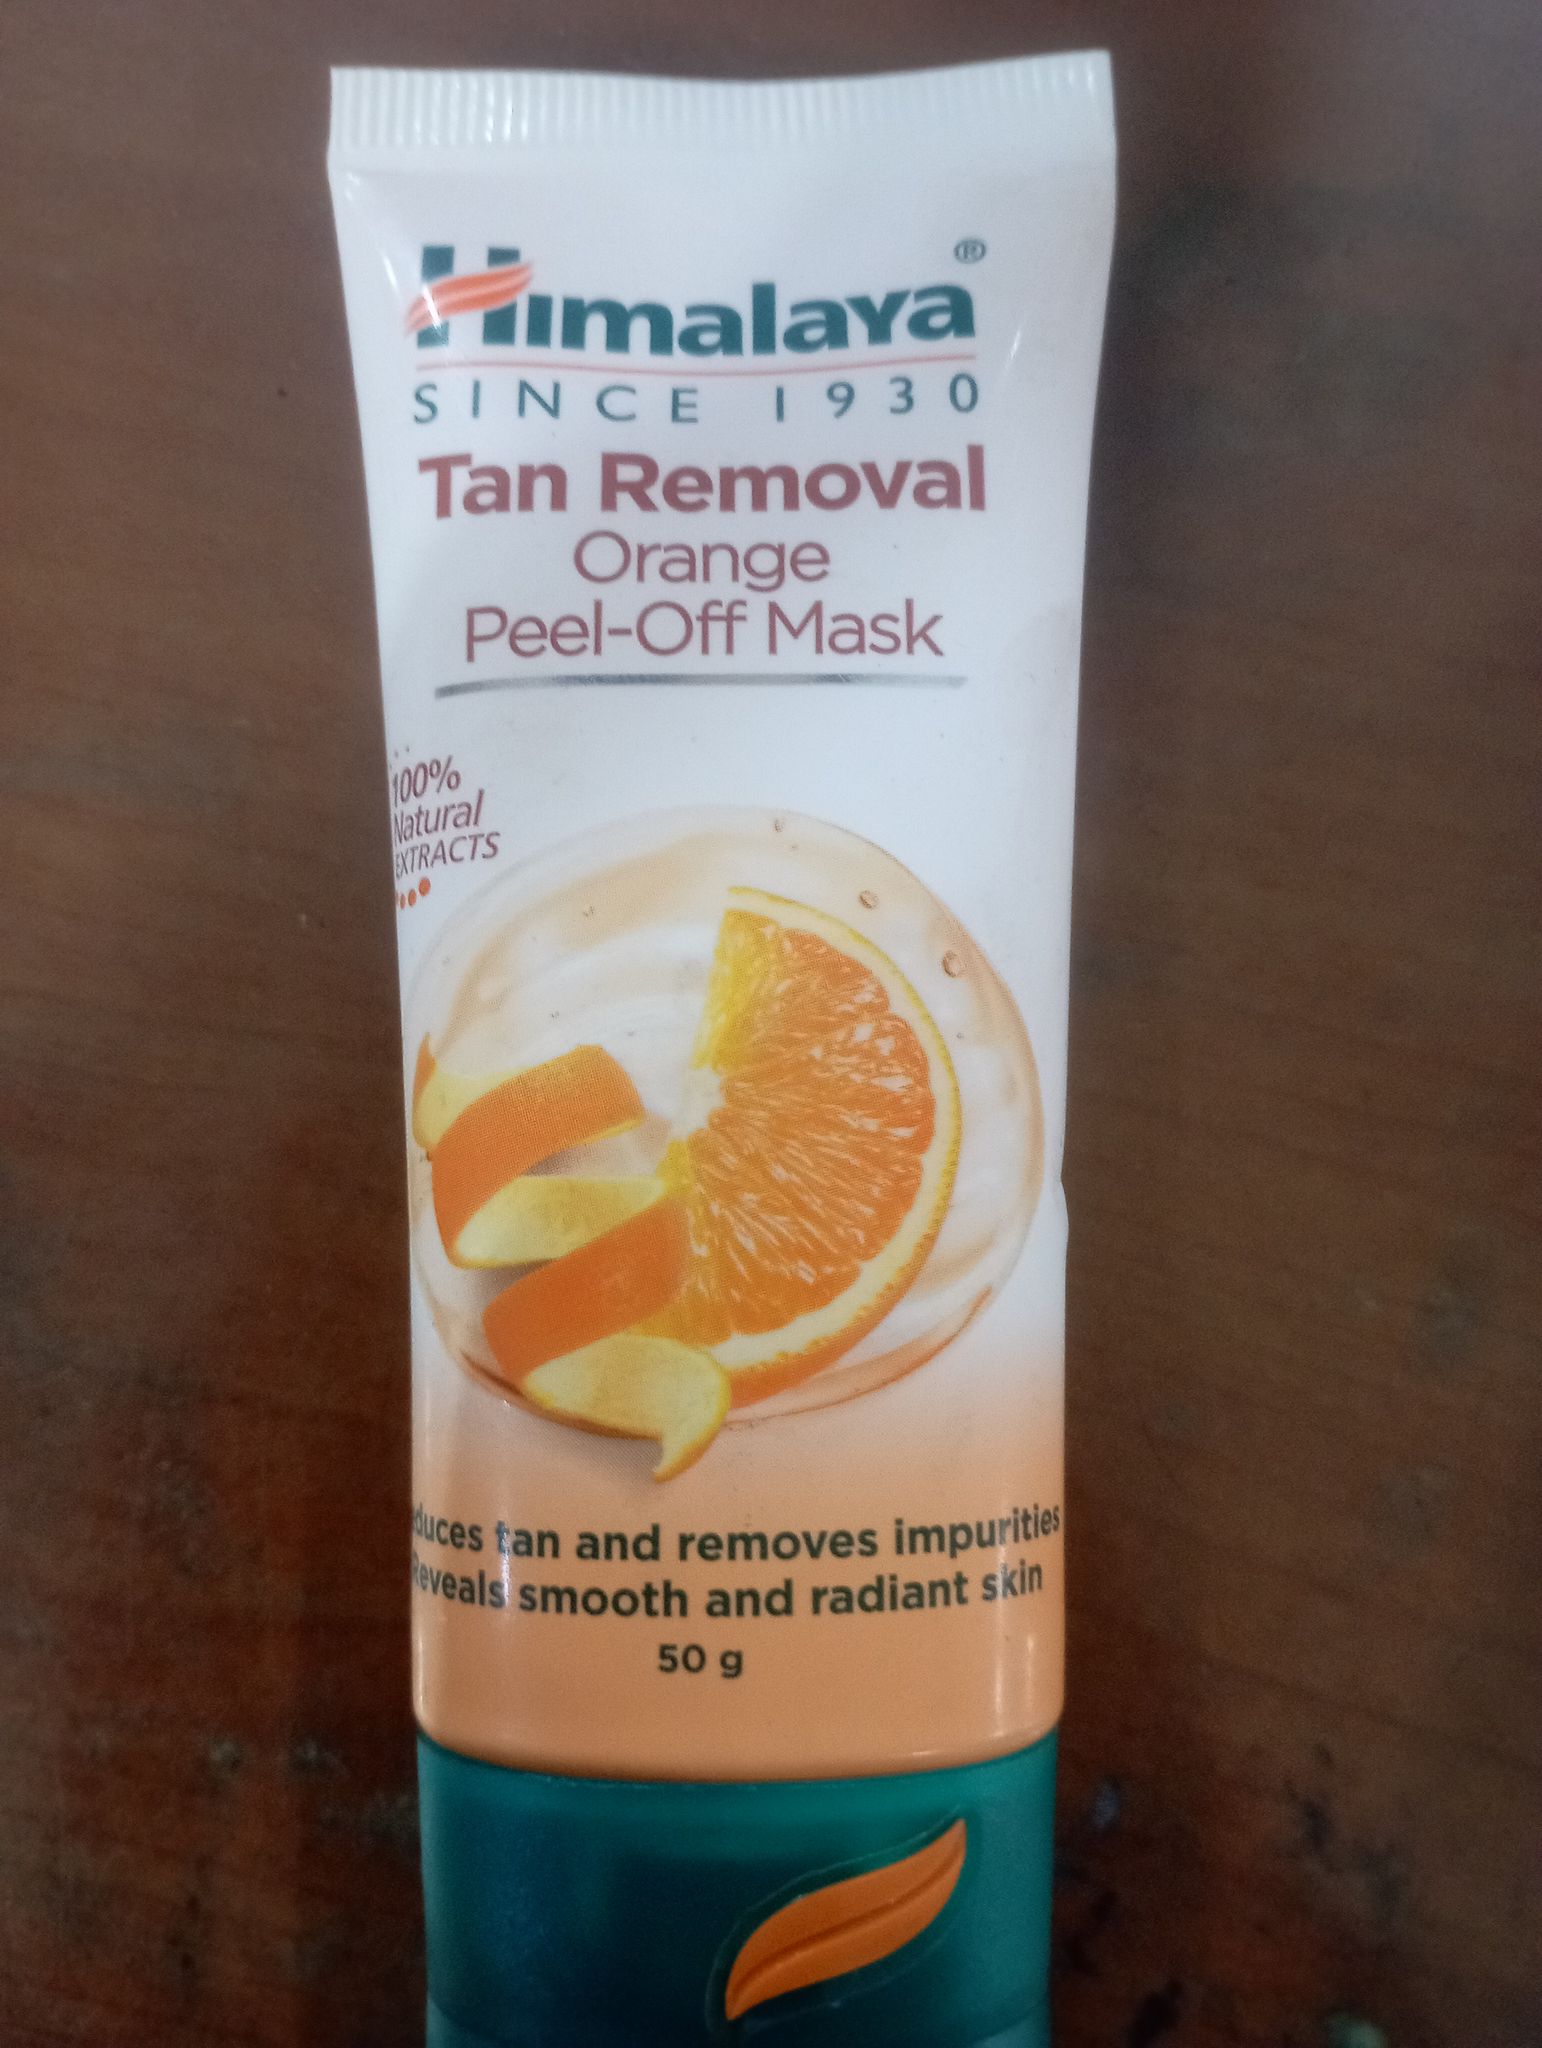 Himalaya®
SINCE 1930
Tan Removal
Orange
Peel-Off Mask
100%
Natural
EXTRACTS
duces tan and removes impurities
Reveals smooth and radiant skin
50 g